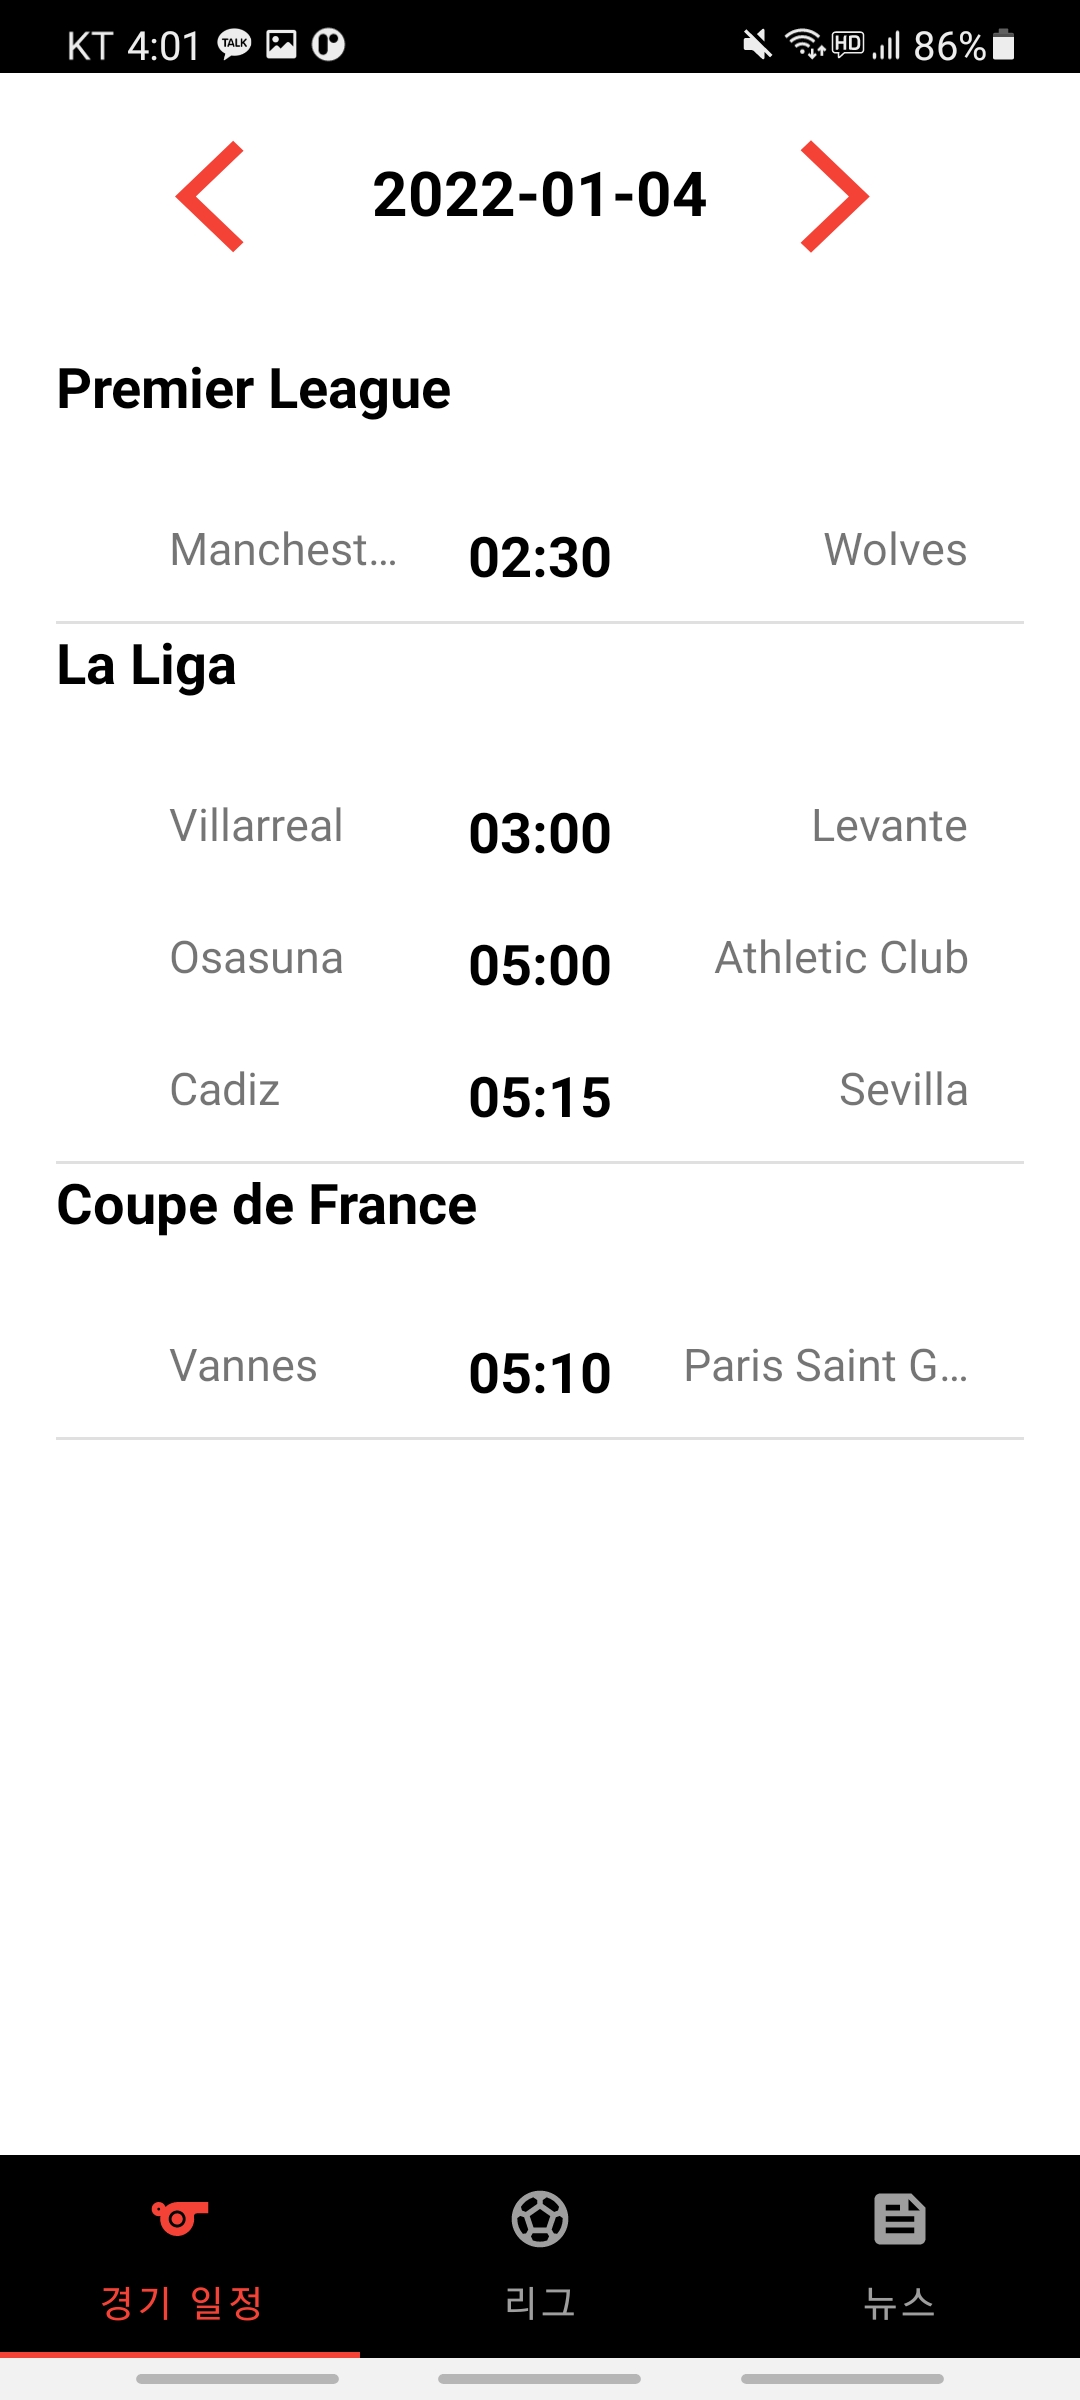 KT 4:01 TALK HD 86%
2022-01-04
Premier League
Manchest... 02:30 Wolves
La Liga
Villarreal 03:00 Levante
Osasuna 05:00 Athletic Club
Cadiz 05:15 Sevilla
Coupe de France
Vannes 05:10 Paris Saint G...
경기 일정 리그 뉴스